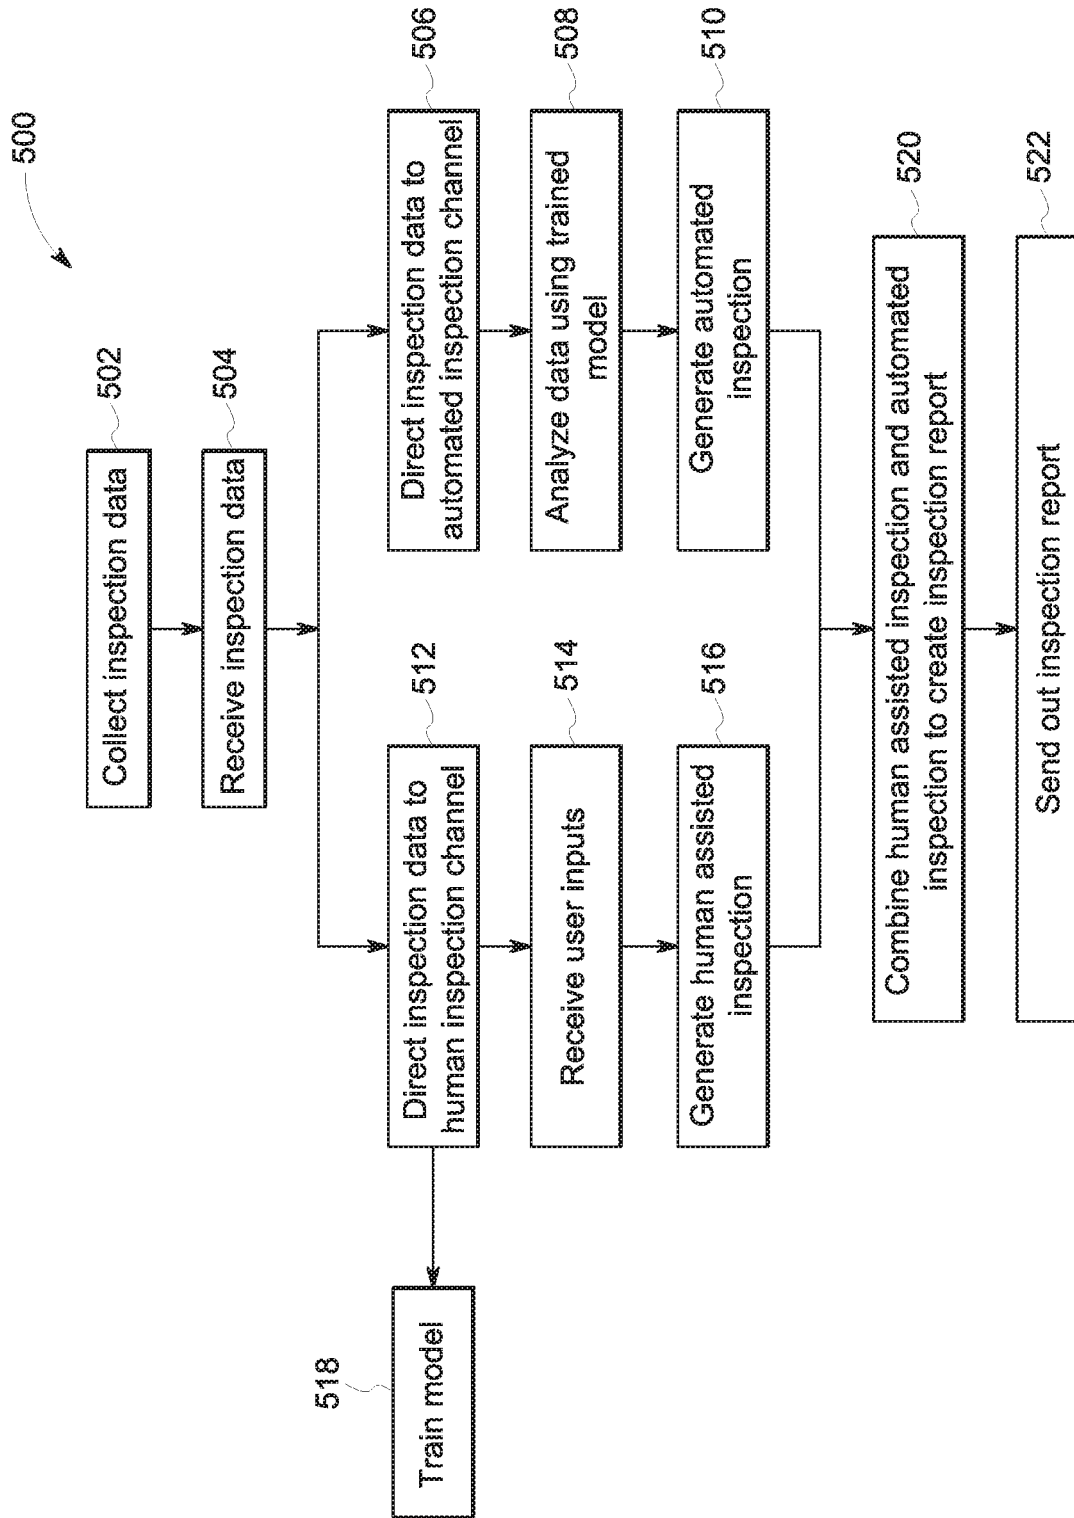 500
Collect inspection data
502
Receive inspection data
504
Direct inspection data to
automated inspection channel
506
Analyze data using trained
model
508
Generate automated
inspection
510
Direct inspection data to
human inspection channel
512
Receive user inputs
514
Generate human assisted
inspection
516
518
Train model
Combine human assisted inspection and automated
inspection to create inspection report
520
Send out inspection report
522